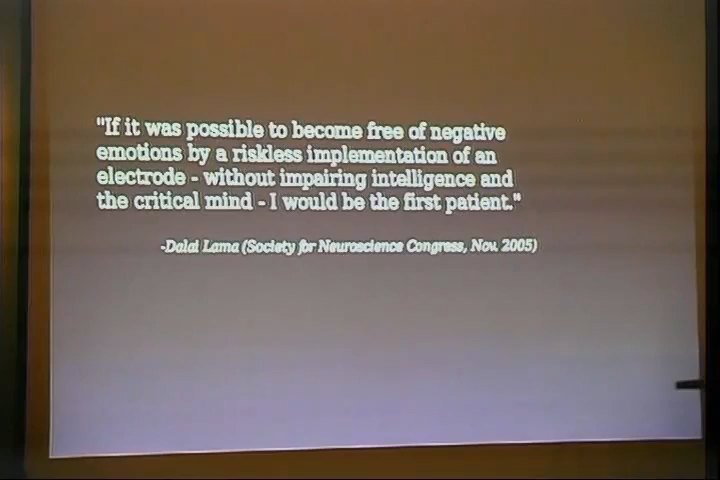 "If it was possible to become free of negative
emotions by a riskless implementation of an
electrode - without impairing intelligence and
the critical mind - I would be the first patient."
-Dalai Lama (Society for Neuroscience Congress, Nov. 2005)